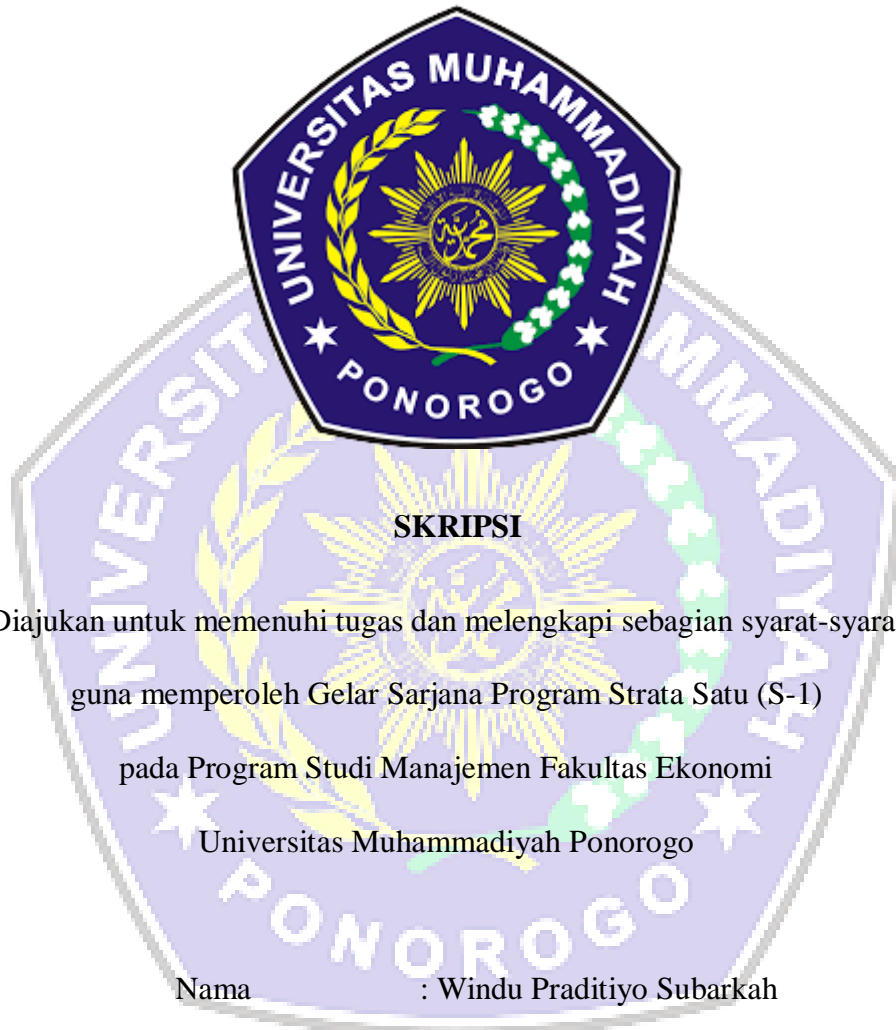 UNIVERSITAS MUHAMMADIYAH
PONOROGO
SKRIPSI
Diajukan untuk memenuhi tugas dan melengkapi sebagian syarat-syara
guna memperoleh Gelar Sarjana Program Strata Satu (S-1)
pada Program Studi Manajemen Fakultas Ekonomi
Universitas Muhammadiyah Ponorogo
Nama : Windu Praditiyo Subarkah